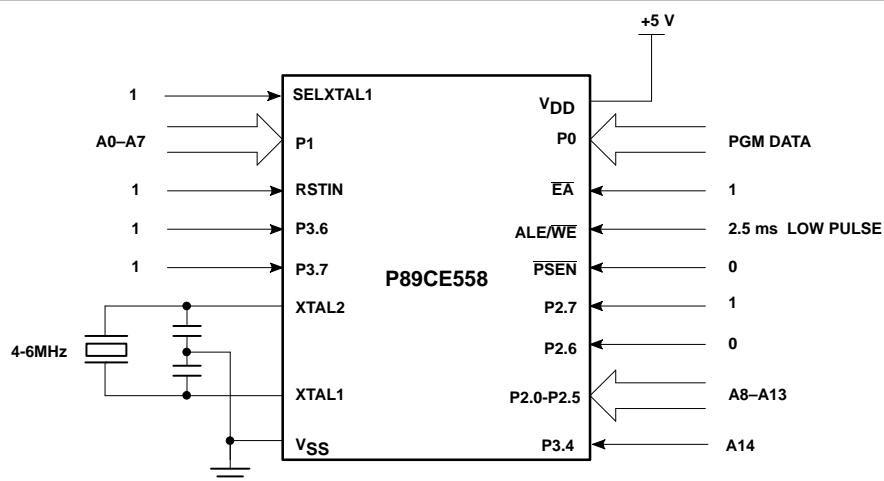 +5 V
1
SELXTAL1
VDD
A0–A7
P1
P0
PGM DATA
1
RSTIN
EA
1
1
P3.6
ALE/WE
2.5 ms LOW PULSE
1
P3.7
P89CE558
PSEN
0
XTAL2
P2.7
1
4-6MHz
P2.6
0
XTAL1
P2.0-P2.5
A8–A13
VSS
P3.4
A14